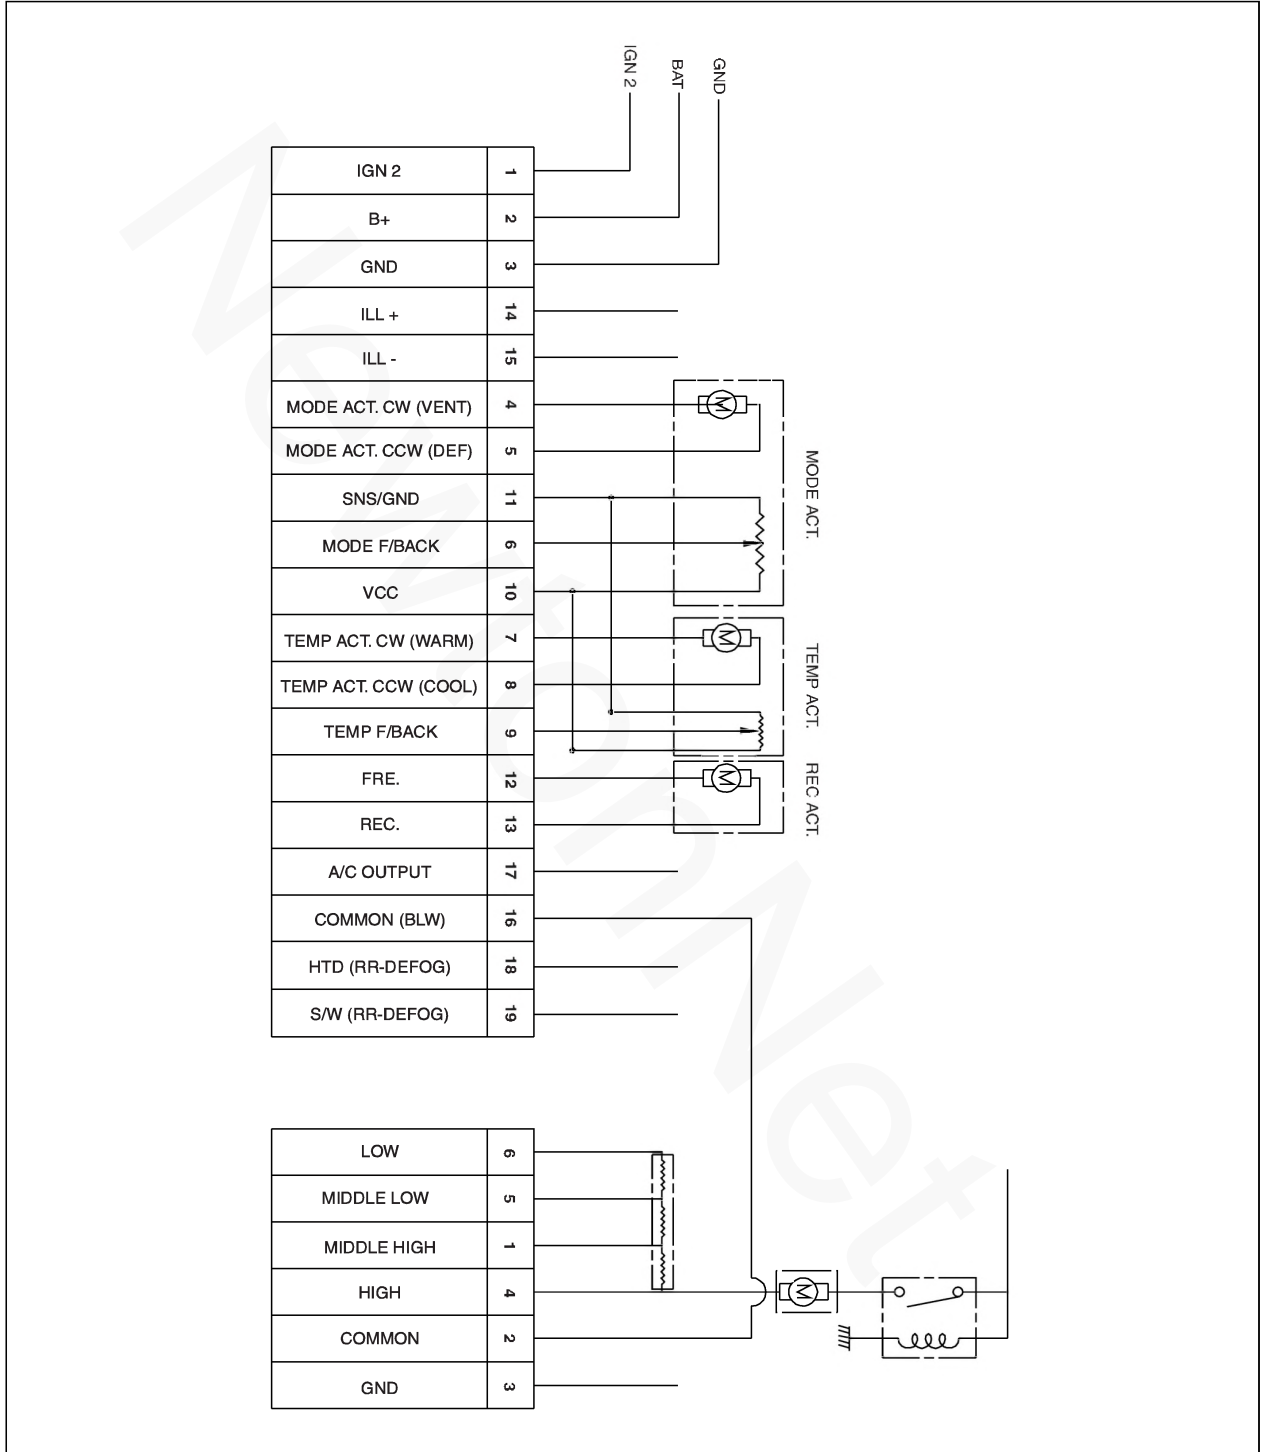 IGN 2
BAT
GND
IGN 2 1
B+ 2
GND 3
ILL + 14
ILL - 15
MODE ACT. CW (VENT) 4
M
MODE ACT. CCW (DEF) 5
MODE ACT.
SNS/GND 11
MODE F/BACK 6
VCC 10
TEMP ACT. CW (WARM) 7
M
TEMP ACT. CCW (COOL) 8
TEMP ACT.
TEMP F/BACK 9
FRE. 12
M
REC ACT.
REC. 13
A/C OUTPUT 17
COMMON (BLW) 16
HTD (RR-DEFOG) 18
S/W (RR-DEFOG) 19
LOW 6
MIDDLE LOW 5
MIDDLE HIGH 1
HIGH 4
M
COMMON 2
GND 3
NewtonNet